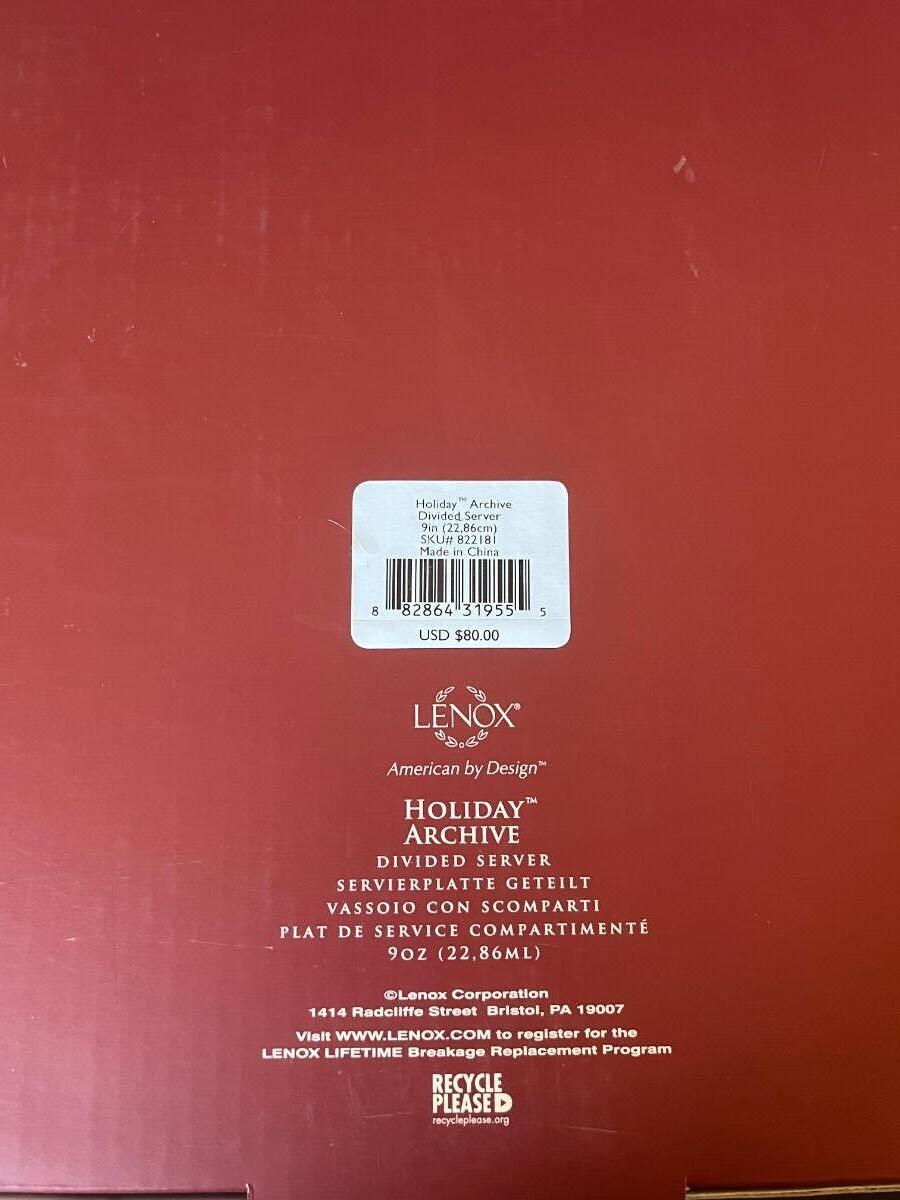 Holiday™ Archive
Divided Server
9in (22,86cm)
SKU# 822181
Made in China
8 82864 31955 5
USD $80.00
LENOX®
American by Design™
HOLIDAY™
ARCHIVE
DIVIDED SERVER
SERVIERPLATTE GETEILT
VASSOIO CON SCOMPARTI
PLAT DE SERVICE COMPARTIMENTÉ
9OZ (22,86ML)
©Lenox Corporation
1414 Radcliffe Street Bristol, PA 19007
Visit WWW.LENOX.COM to register for the
LENOX LIFETIME Breakage Replacement Program
RECYCLE
PLEASE
recycleplease.org